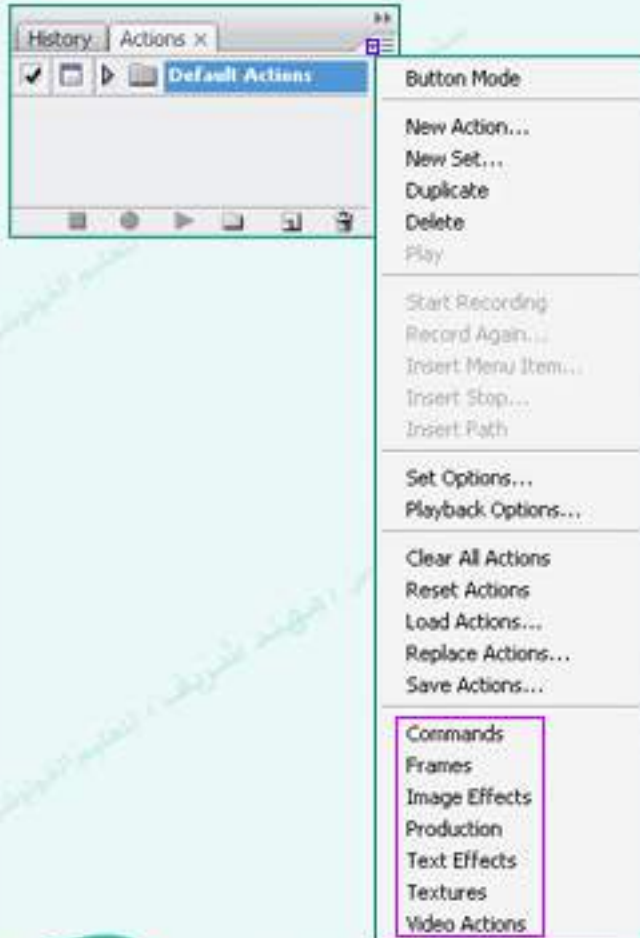 History Actions ×
Default Actions
Button Mode
New Action...
New Set...
Duplicate
Delete
Play
Start Recording
Record Again...
Insert Menu Item...
Insert Stop...
Insert Path
Set Options...
Playback Options...
Clear All Actions
Reset Actions
Load Actions...
Replace Actions...
Save Actions...
Commands
Frames
Image Effects
Production
Text Effects
Textures
Video Actions